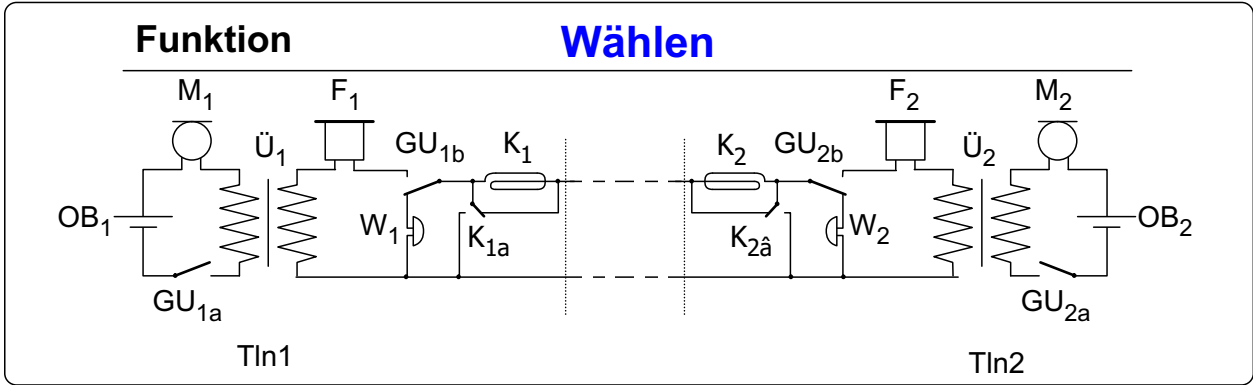 Funktion Wählen
M1 F1 F2 M2
Ü1 GU1b K1 K2 GU2b Ü2
OB1 W1 K1a K2â W2 OB2
GU1a GU2a
Tln1 Tln2